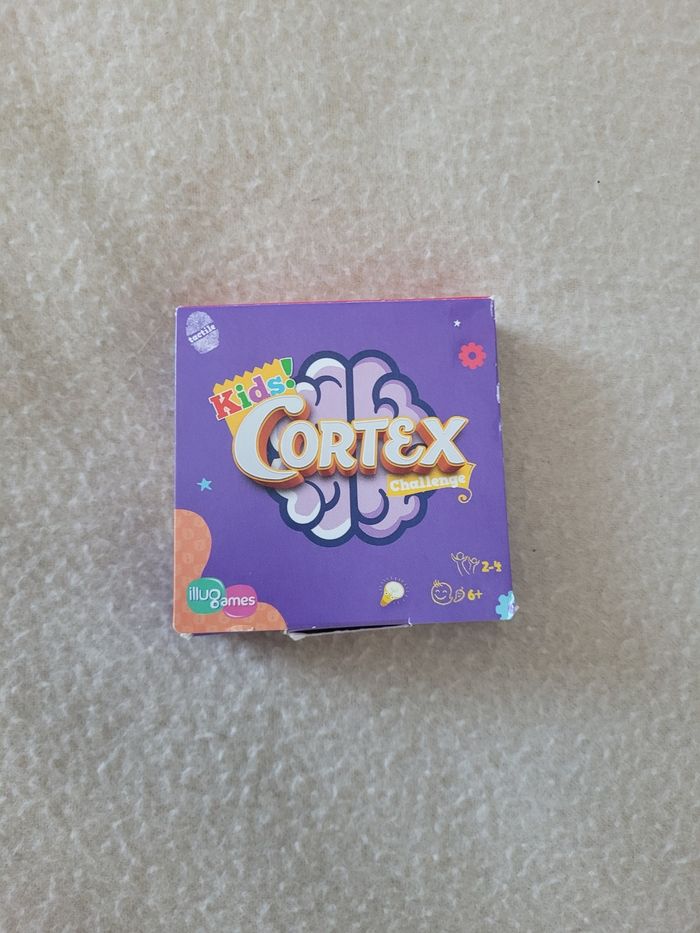 tactile
Kids!
CORTEX
Challenge
2-4
6+
illuGames